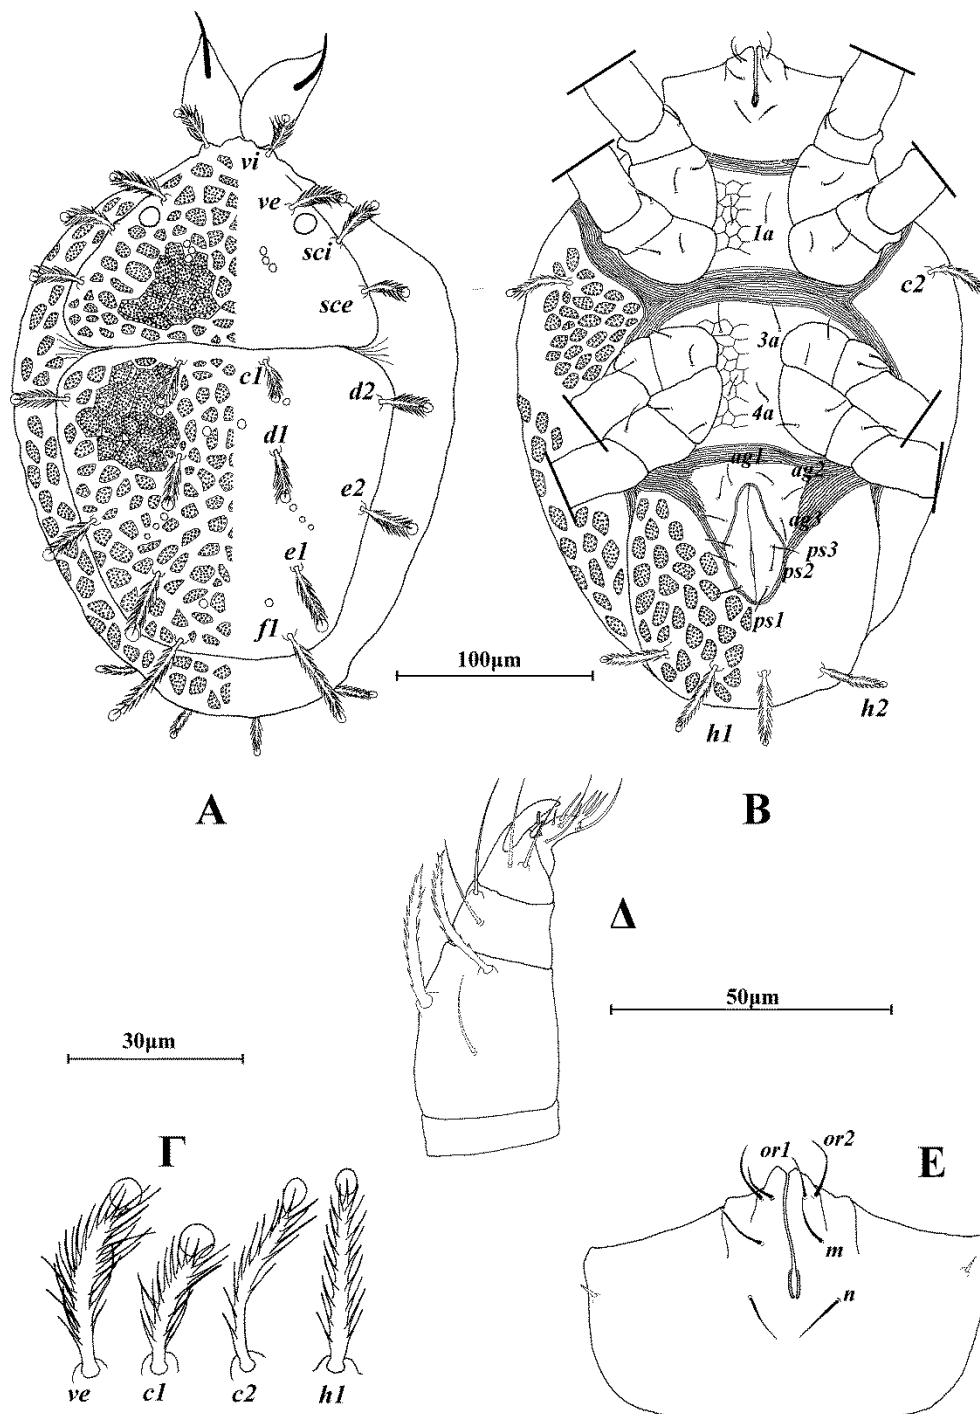 vi
ve
sci
sce
c1
d2
d1
e2
e1
f1
100μm
A
1a
c2
3a
4a
ag1
ag2
ag3
ps3
ps2
ps1
h1
h2
B
Δ
50μm
30μm
Γ
ve
c1
c2
h1
or1
or2
E
m
n